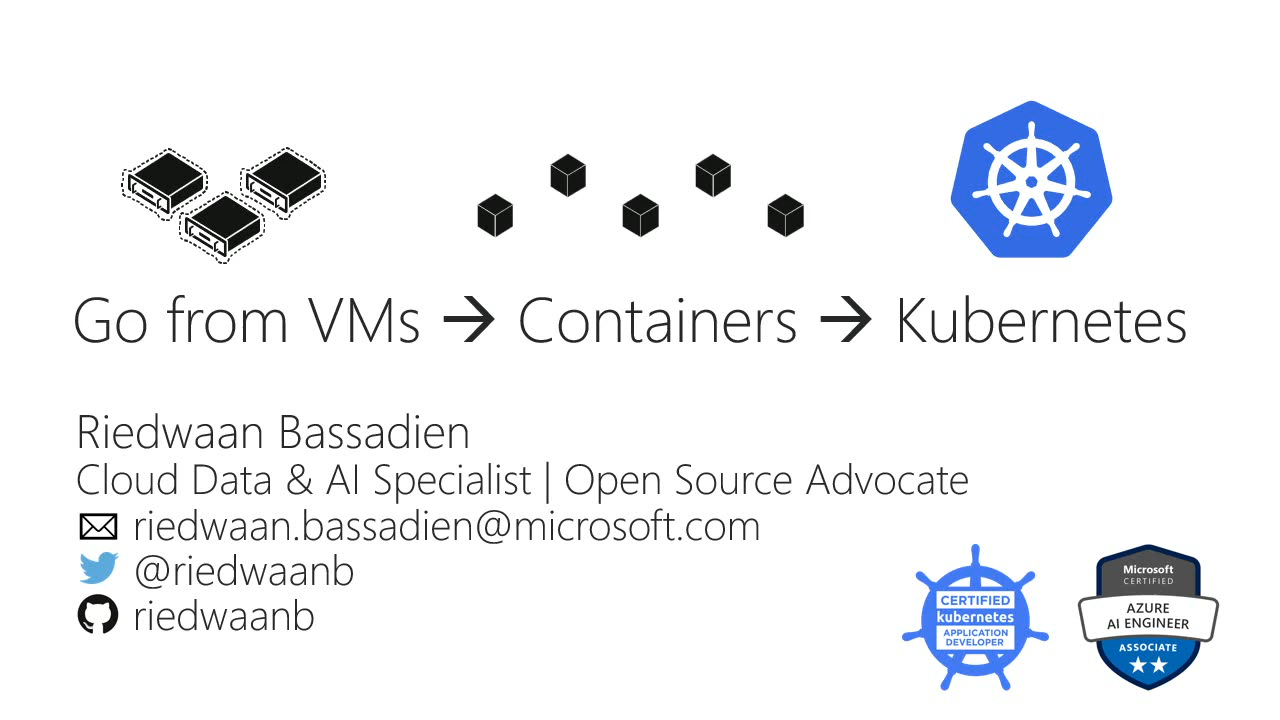 Go from VMs → Containers → Kubernetes
Riedwaan Bassadien
Cloud Data & AI Specialist | Open Source Advocate
riedwaan.bassadien@microsoft.com
@riedwaanb
riedwaanb
CERTIFIED
kubernetes
APPLICATION
DEVELOPER
Microsoft
CERTIFIED
AZURE
AI ENGINEER
ASSOCIATE